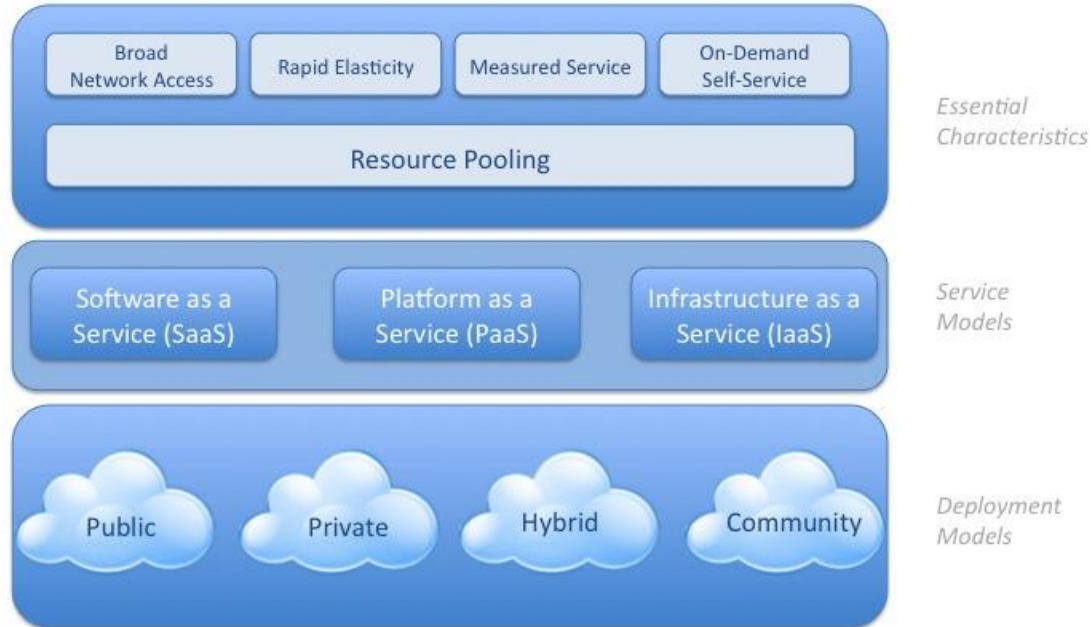 Broad
Network Access
Rapid Elasticity
Measured Service
On-Demand
Self-Service
Resource Pooling
Essential
Characteristics
Software as a
Service (SaaS)
Platform as a
Service (PaaS)
Infrastructure as a
Service (IaaS)
Service
Models
Public
Private
Hybrid
Community
Deployment
Models